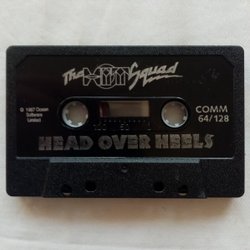 The HIT Squad
© 1987 Ocean
Software
Limited
COMM
64/128
HEAD OVER HEELS